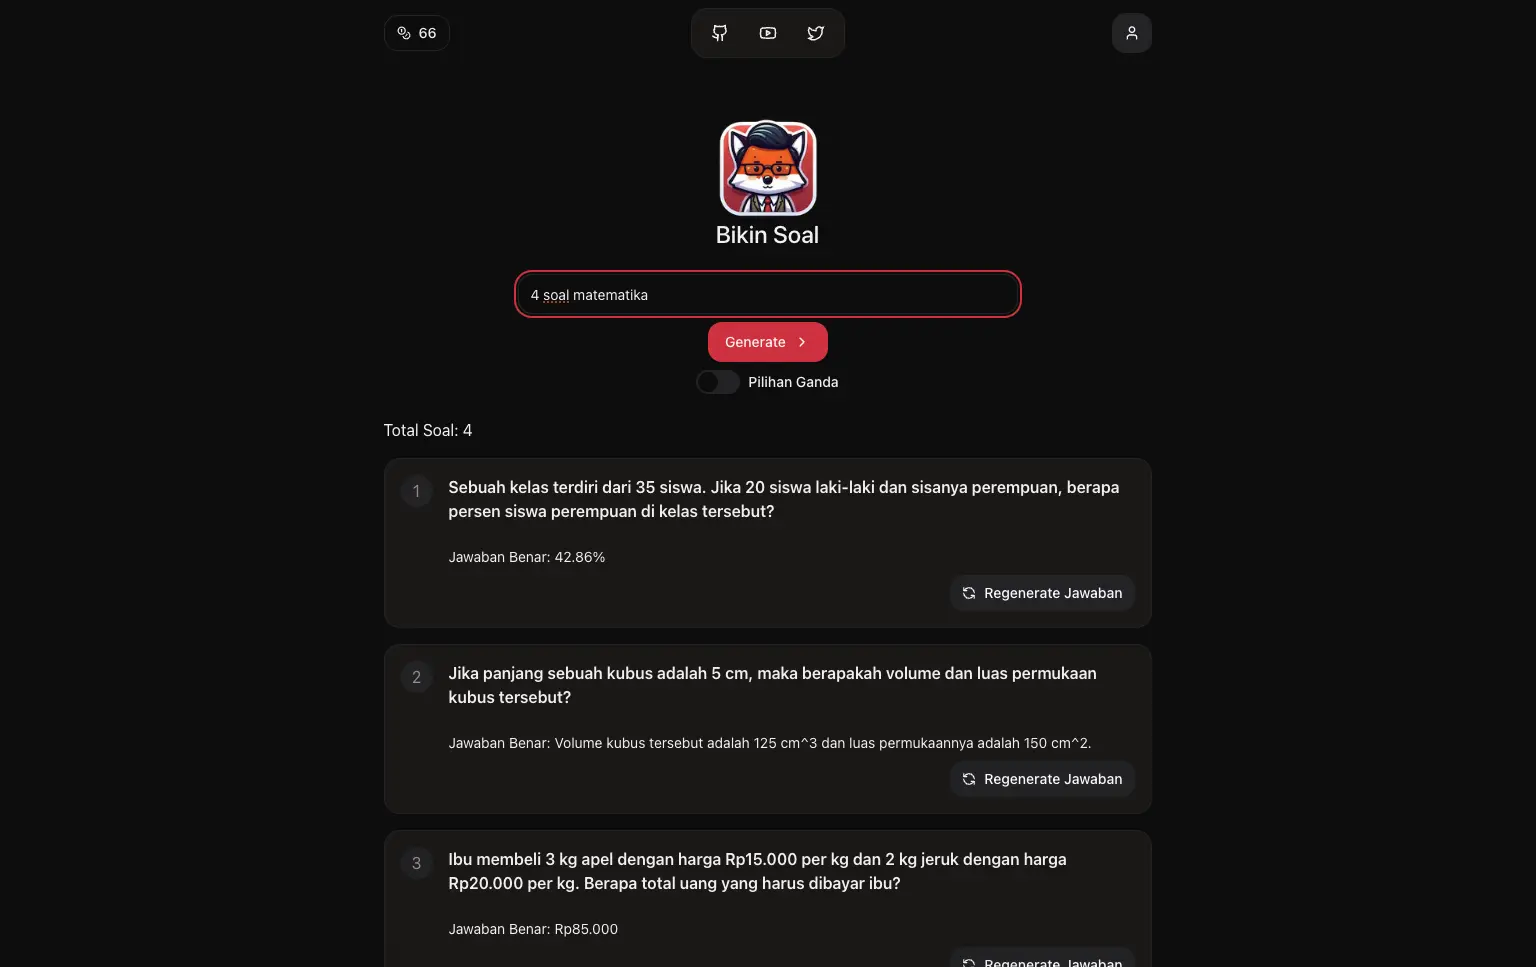 66
Bikin Soal
4 soal matematika
Generate
Pilihan Ganda
Total Soal: 4
1
Sebuah kelas terdiri dari 35 siswa. Jika 20 siswa laki-laki dan sisanya perempuan, berapa
persen siswa perempuan di kelas tersebut?
Jawaban Benar: 42.86%
Regenerate Jawaban
2
Jika panjang sebuah kubus adalah 5 cm, maka berapakah volume dan luas permukaan
kubus tersebut?
Jawaban Benar: Volume kubus tersebut adalah 125 cm^3 dan luas permukaannya adalah 150 cm^2.
Regenerate Jawaban
3
Ibu membeli 3 kg apel dengan harga Rp15.000 per kg dan 2 kg jeruk dengan harga
Rp20.000 per kg. Berapa total uang yang harus dibayar ibu?
Jawaban Benar: Rp85.000
Regenerate Jawaban